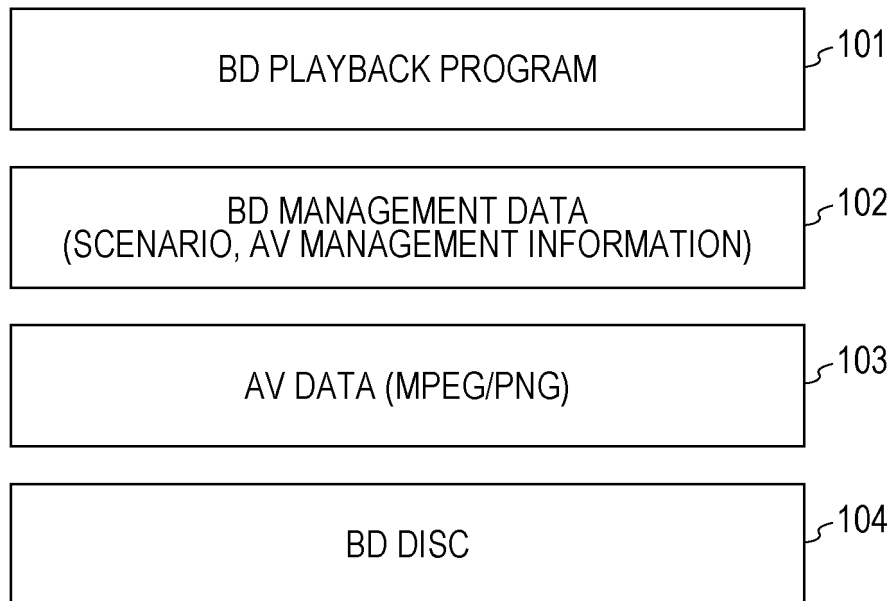 BD PLAYBACK PROGRAM
101
BD MANAGEMENT DATA
(SCENARIO, AV MANAGEMENT INFORMATION)
102
AV DATA (MPEG/PNG)
103
BD DISC
104